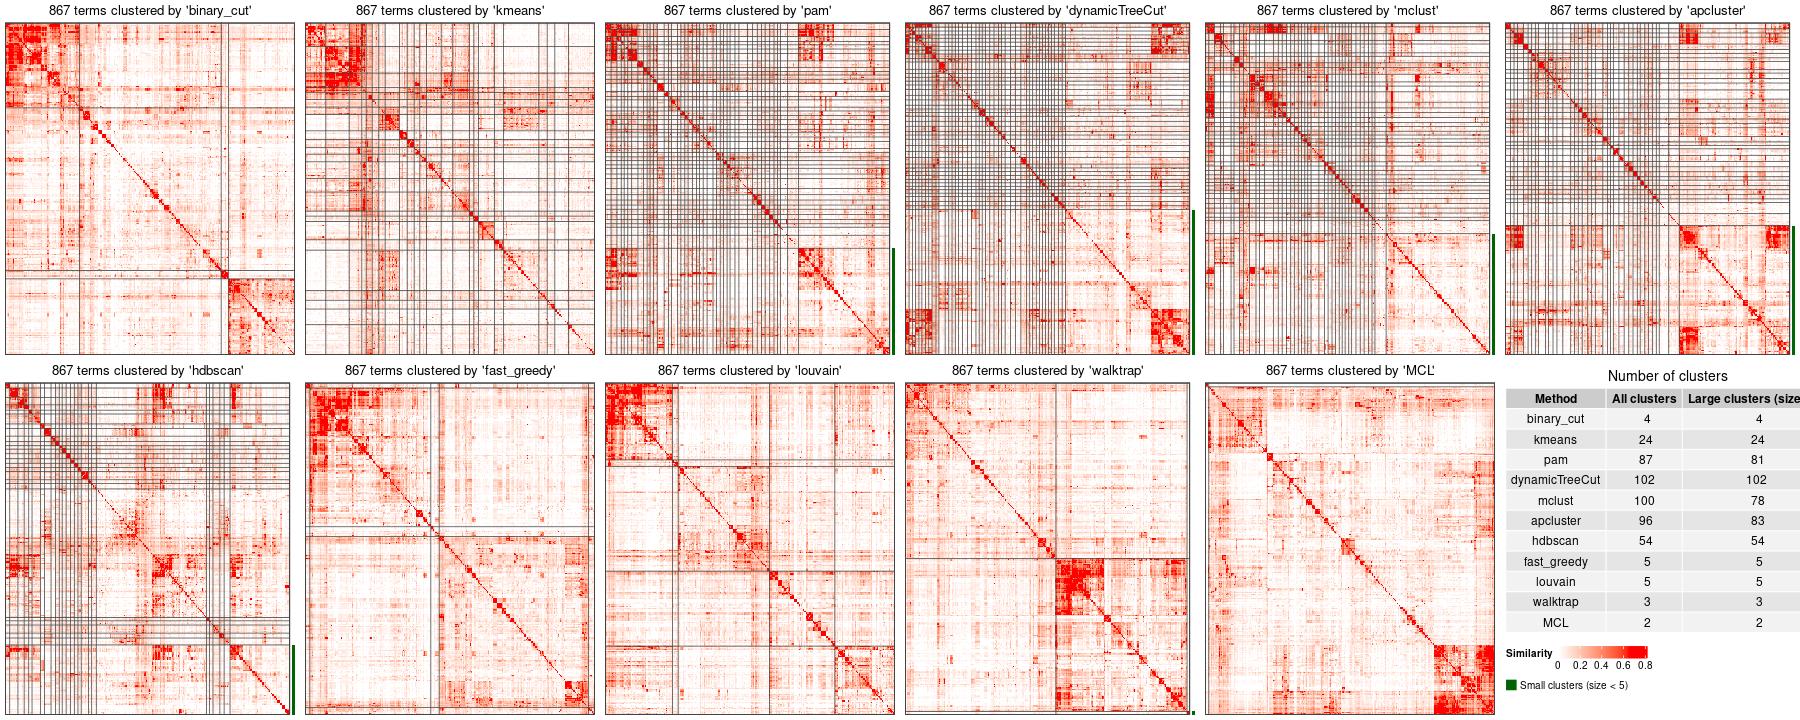 867 terms clustered by 'binary_cut'
867 terms clustered by 'kmeans'
867 terms clustered by 'pam'
867 terms clustered by 'dynamicTreeCut'
867 terms clustered by 'mclust'
867 terms clustered by 'apcluster'
867 terms clustered by 'hdbscan'
867 terms clustered by 'fast_greedy'
867 terms clustered by 'louvain'
867 terms clustered by 'walktrap'
867 terms clustered by 'MCL'
Number of clusters
Method All clusters Large clusters (size
binary_cut 4 4
kmeans 24 24
pam 87 81
dynamicTreeCut 102 102
mclust 100 78
apcluster 96 83
hdbscan 54 54
fast_greedy 5 5
louvain 5 5
walktrap 3 3
MCL 2 2
Similarity
0 0.2 0.4 0.6 0.8
Small clusters (size < 5)